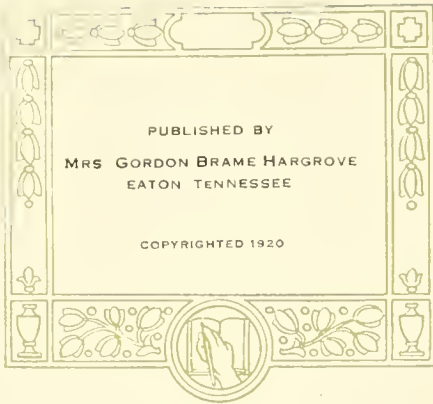 PUBLISHED BY
MRS GORDON BRAME HARGROVE
EATON TENNESSEE
COPYRIGHTED 1920